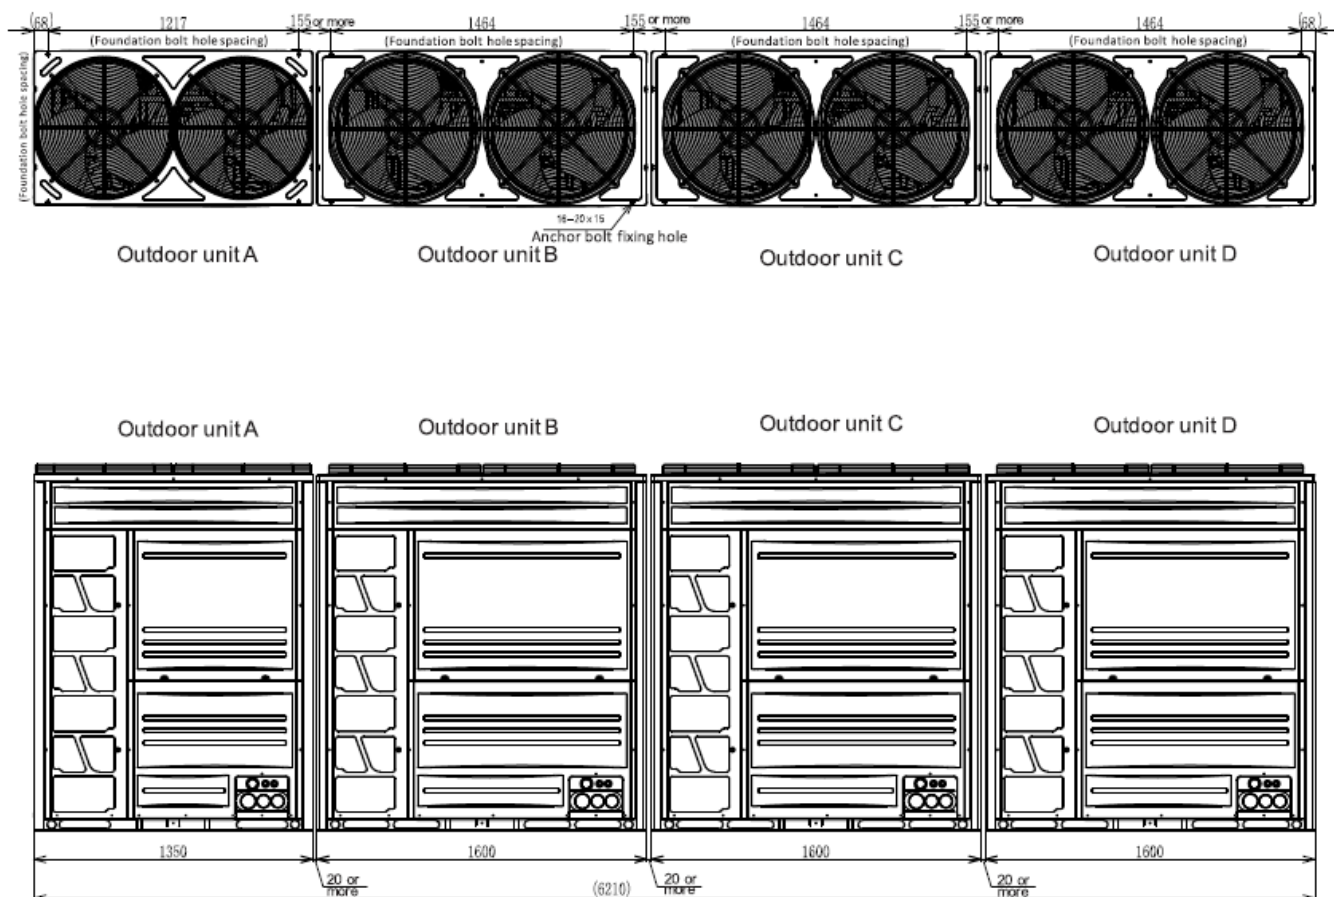 (68) 1217 155 or more 1464 155 or more 1464 155 or more 1464 (68)
(Foundation bolt hole spacing) (Foundation bolt hole spacing) (Foundation bolt hole spacing) (Foundation bolt hole spacing)
(Foundation bolt hole spacing)
16-20x15
Anchor bolt fixing hole
Outdoor unit A Outdoor unit B Outdoor unit C Outdoor unit D
Outdoor unit A Outdoor unit B Outdoor unit C Outdoor unit D
1350 1600 1600 1600
20 or more 20 or more 20 or more
(6210)